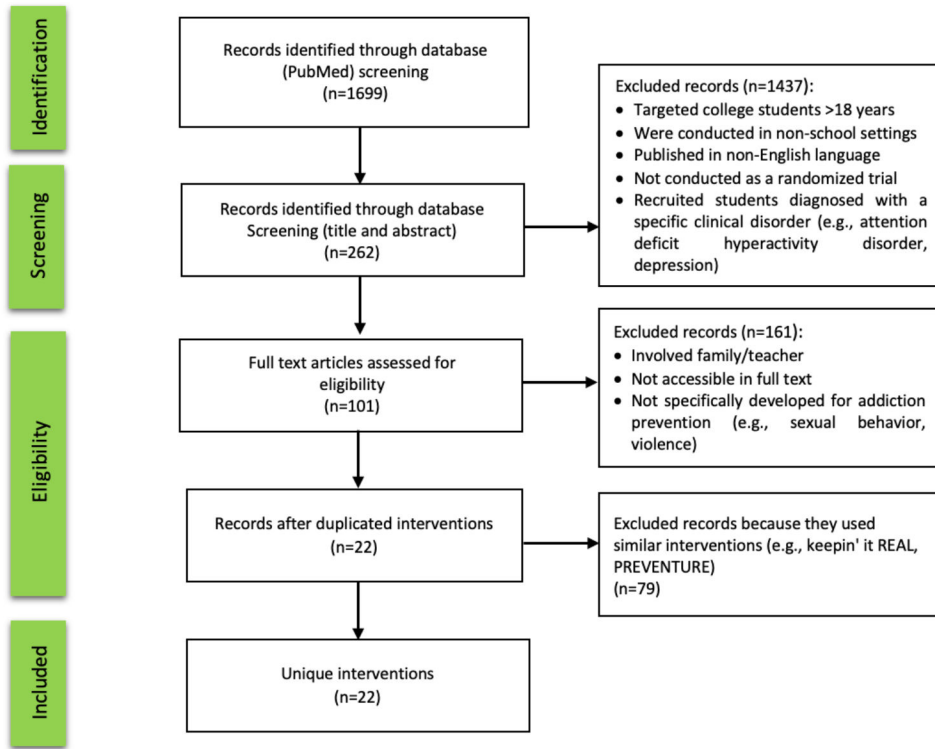 Identification
Records identified through database
(PubMed) screening
(n=1699)
Excluded records (n=1437):
• Targeted college students >18 years
• Were conducted in non-school settings
• Published in non-English language
• Not conducted as a randomized trial
• Recruited students diagnosed with a
specific clinical disorder (e.g., attention
deficit hyperactivity disorder,
depression)
Screening
Records identified through database
Screening (title and abstract)
(n=262)
Eligibility
Full text articles assessed for
eligibility
(n=101)
Excluded records (n=161):
• Involved family/teacher
• Not accessible in full text
• Not specifically developed for addiction
prevention (e.g., sexual behavior,
violence)
Records after duplicated interventions
(n=22)
Excluded records because they used
similar interventions (e.g., keepin' it REAL,
PREVENTURE)
(n=79)
Included
Unique interventions
(n=22)